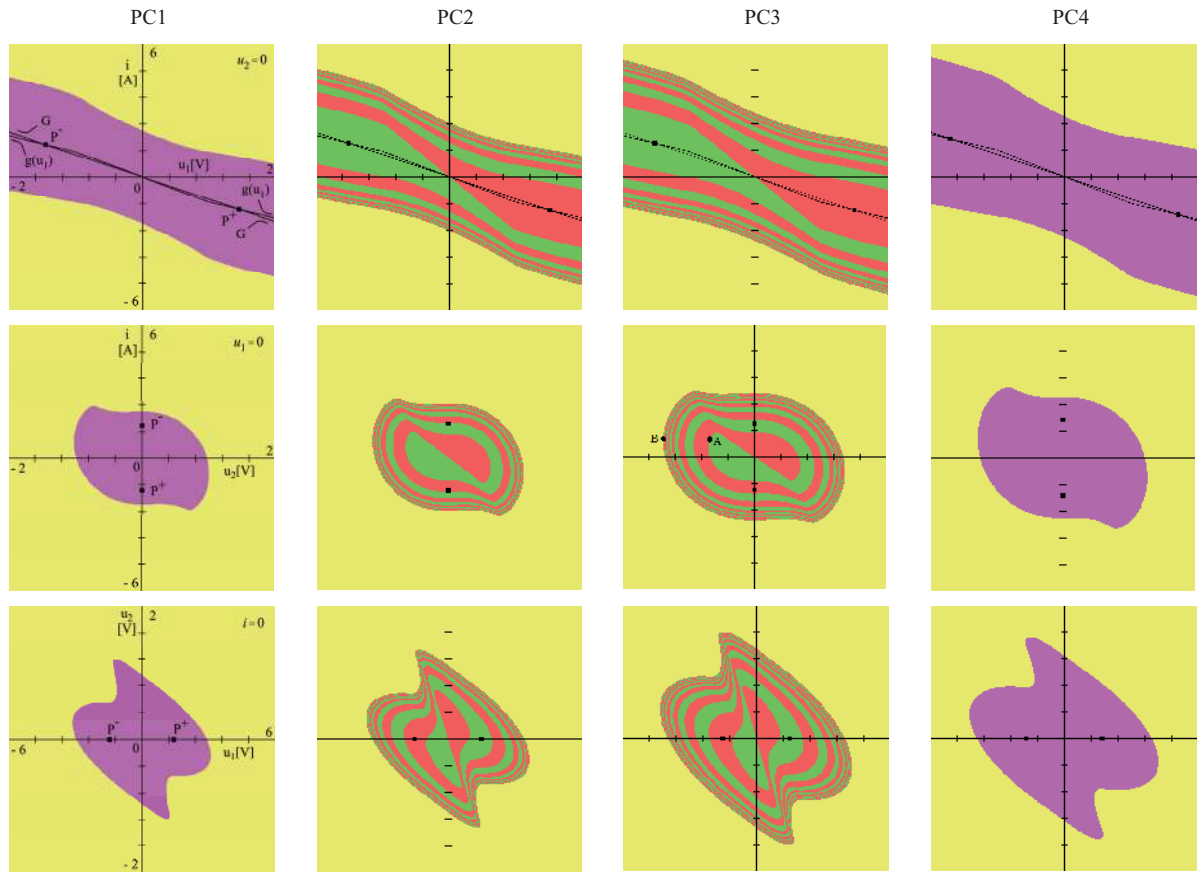 PC1 PC2 PC3 PC4
i 6 u₂=0
[A]
G
P⁻
g(u₁) u₁[V] 2
-2 0 g(u₁)
P⁺
G
-6
i 6 u₁=0
[A]
P⁻
B A
-2 0 2
u₂[V]
P⁺
-6
u₂ 2 i=0
[V]
P⁻ P⁺
-6 0 6
u₁[V]
-2